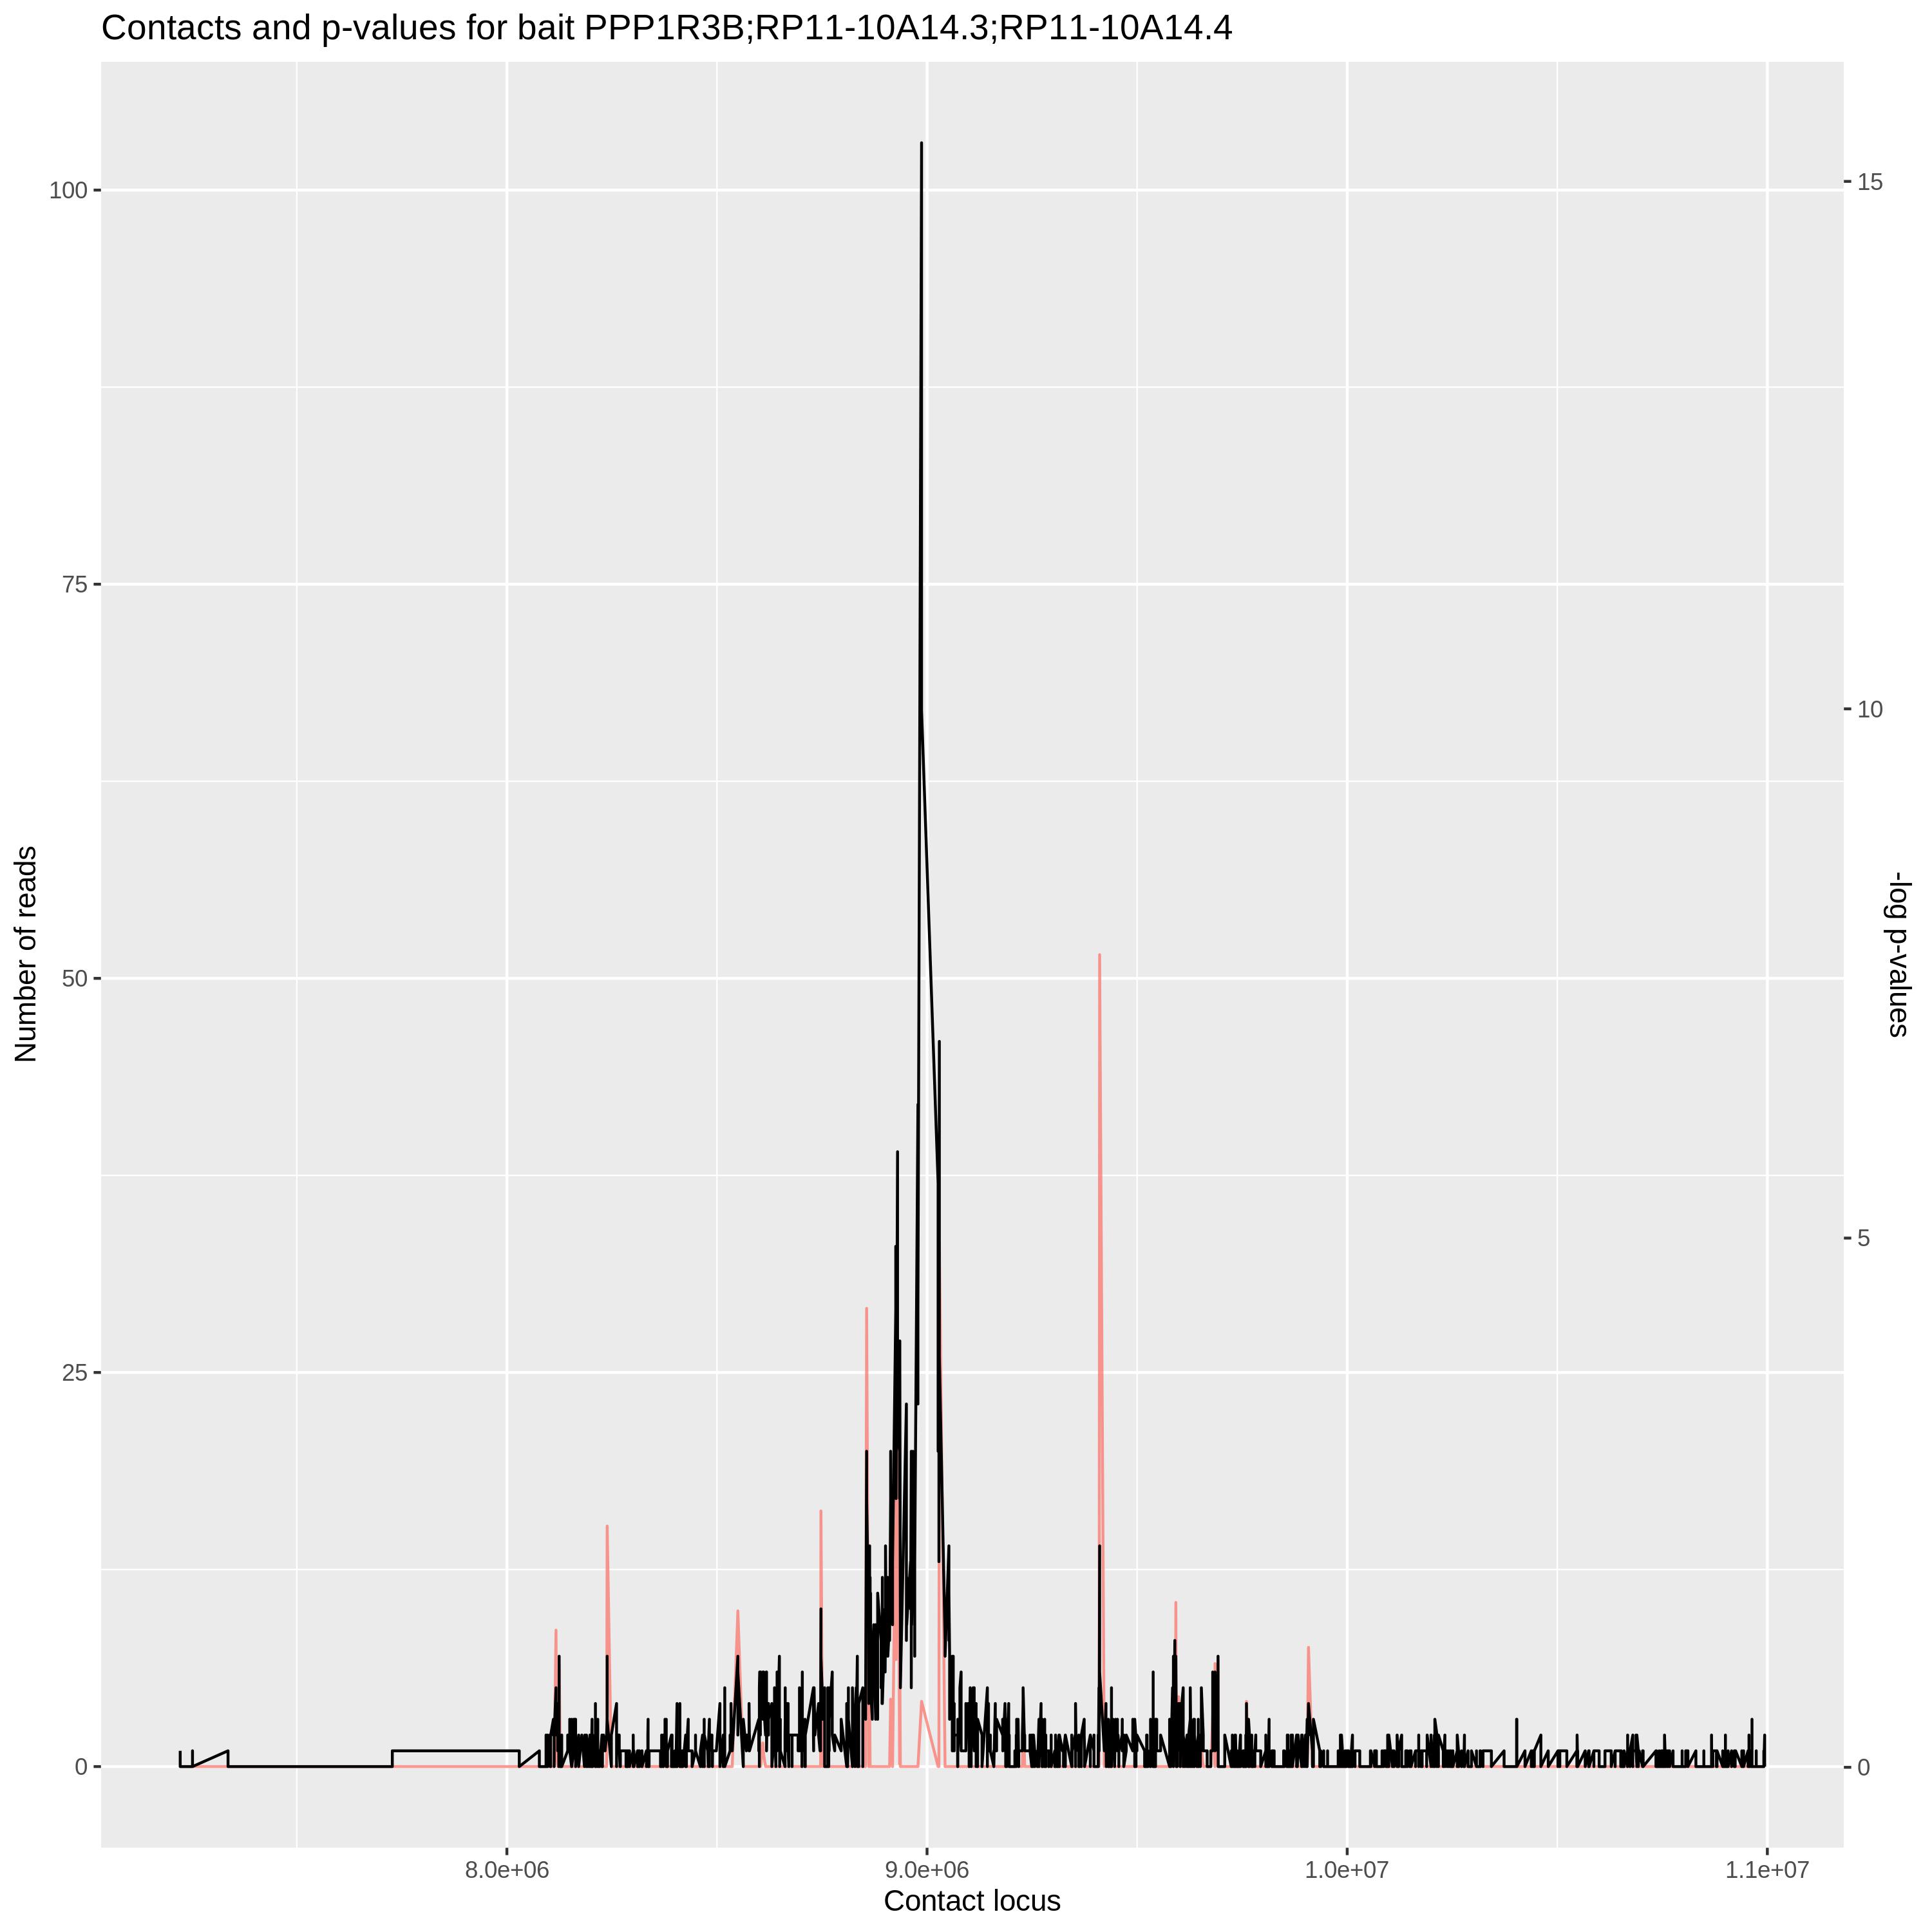 Contacts and p-values for bait PPP1R3B;RP11-10A14.3;RP11-10A14.4
100
75
50
25
0
Number of reads
15
10
5
0
-log p-values
8.0e+06
9.0e+06
1.0e+07
1.1e+07
Contact locus